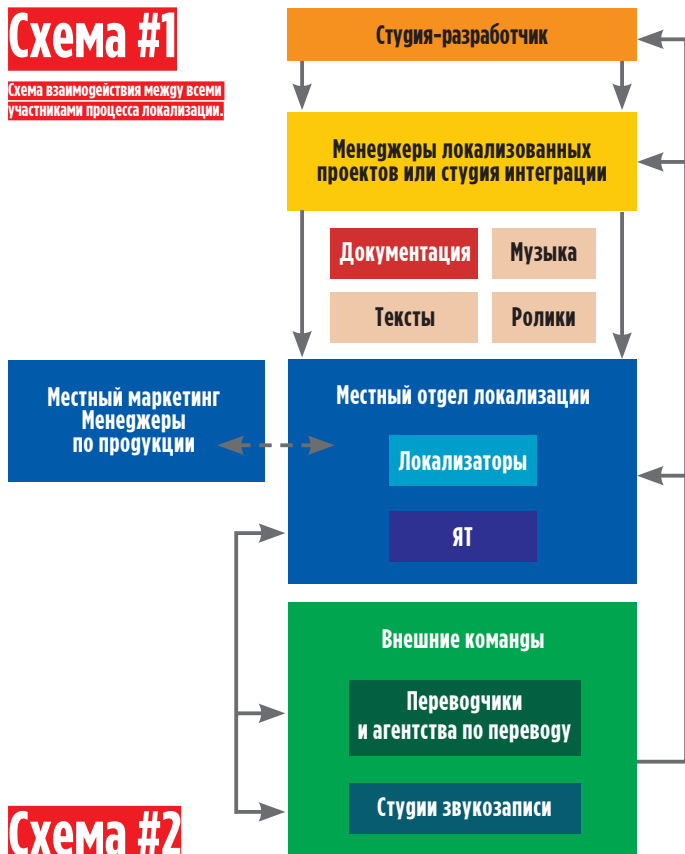 Схема #1
Схема взаимодействия между всеми
участниками процесса локализации.
Студия-разработчик
Менеджеры локализованных
проектов или студия интеграции
Документация
Музыка
Тексты
Ролики
Местный маркетинг
Менеджеры
по продукции
Местный отдел локализации
Локализаторы
ЯТ
Внешние команды
Переводчики
и агентства по переводу
Студии звукозаписи
Схема #2